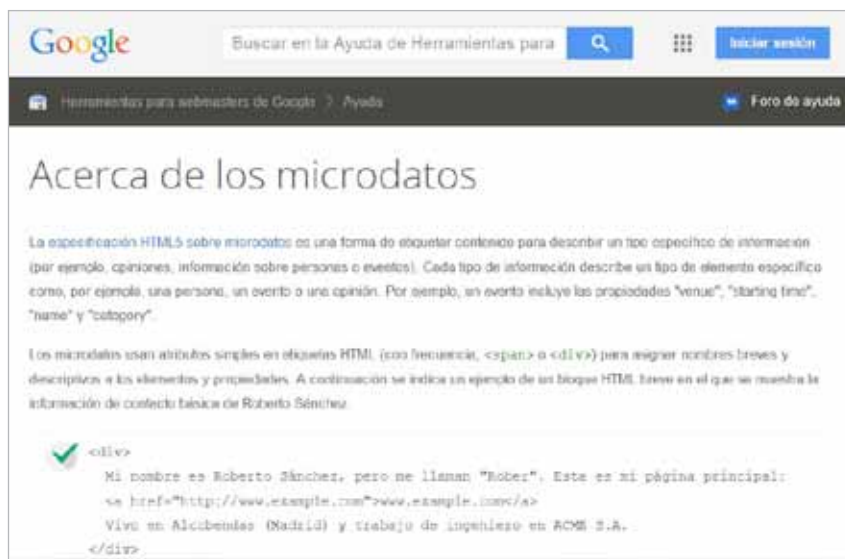 Google
Buscar en la Ayuda de Herramientas para
Iniciar sesión
Herramientas para webmasters de Google > Ayuda
Foro de ayuda
Acerca de los microdatos
La especificación HTML5 sobre microdatos es una forma de etiquetar contenido para describir un tipo específico de información
(por ejemplo, opiniones, información sobre personas o eventos). Cada tipo de información describe un tipo de elemento específico
como, por ejemplo, una persona, un evento o una opinión. Por ejemplo, un evento incluye las propiedades "venue", "starting time",
"name" y "category".
Los microdatos usan atributos simples en etiquetas HTML (con frecuencia, <span> o <div>) para asignar nombres breves y
descriptivos a los elementos y propiedades. A continuación se indica un ejemplo de un bloque HTML breve en el que se muestra la
información de contacto básica de Roberto Sánchez.
<div>
Mi nombre es Roberto Sánchez, pero me llaman "Rober". Esta es mi página principal:
<a href="http://www.example.com">www.example.com</a>
Vivo en Alcobendas (Madrid) y trabajo de ingeniero en ACME S.A.
</div>